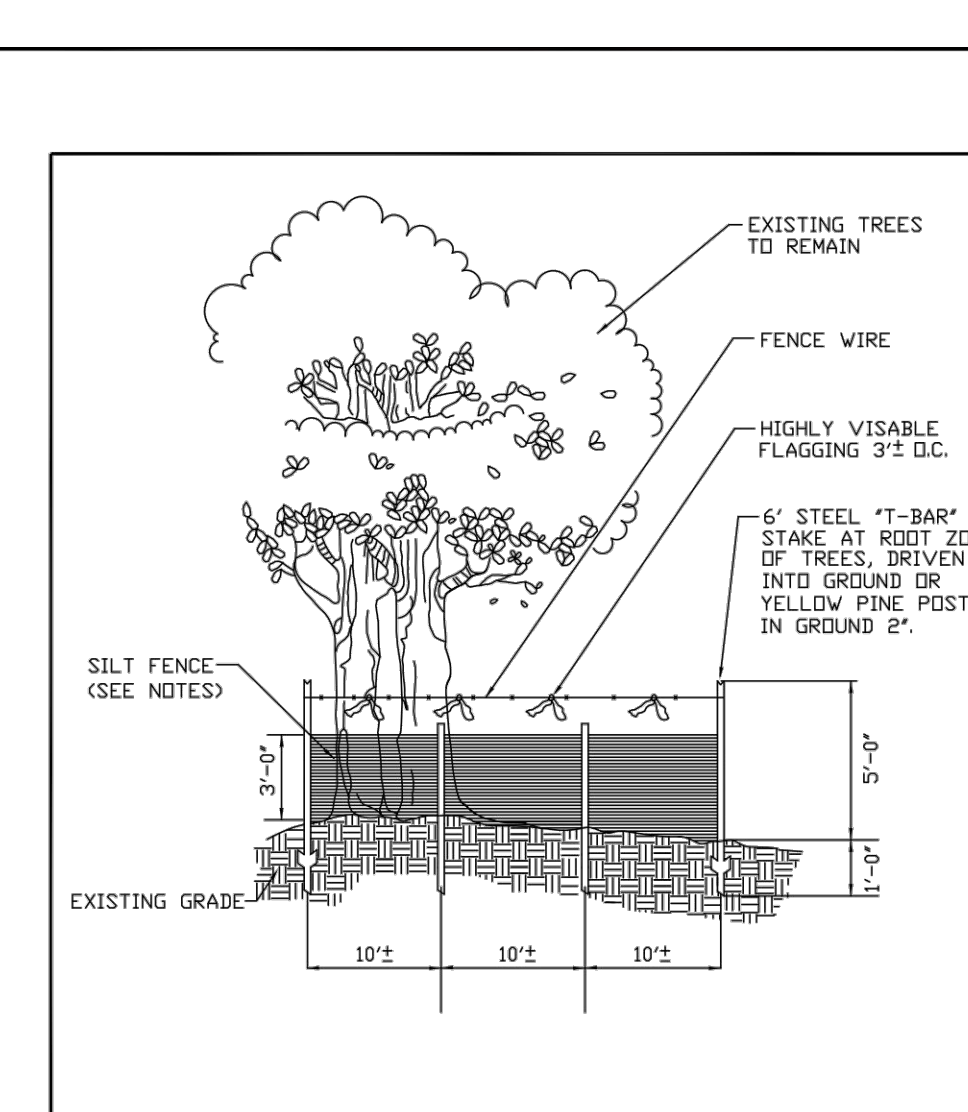 EXISTING TREES
TO REMAIN
FENCE WIRE
HIGHLY VISABLE
FLAGGING 3'± O.C.
6' STEEL "T-BAR"
STAKE AT ROOT ZO
OF TREES, DRIVEN
INTO GROUND OR
YELLOW PINE POST
IN GROUND 2".
SILT FENCE
(SEE NOTES)
3'-0"
5'-0"
1'-0"
EXISTING GRADE
10'±
10'±
10'±